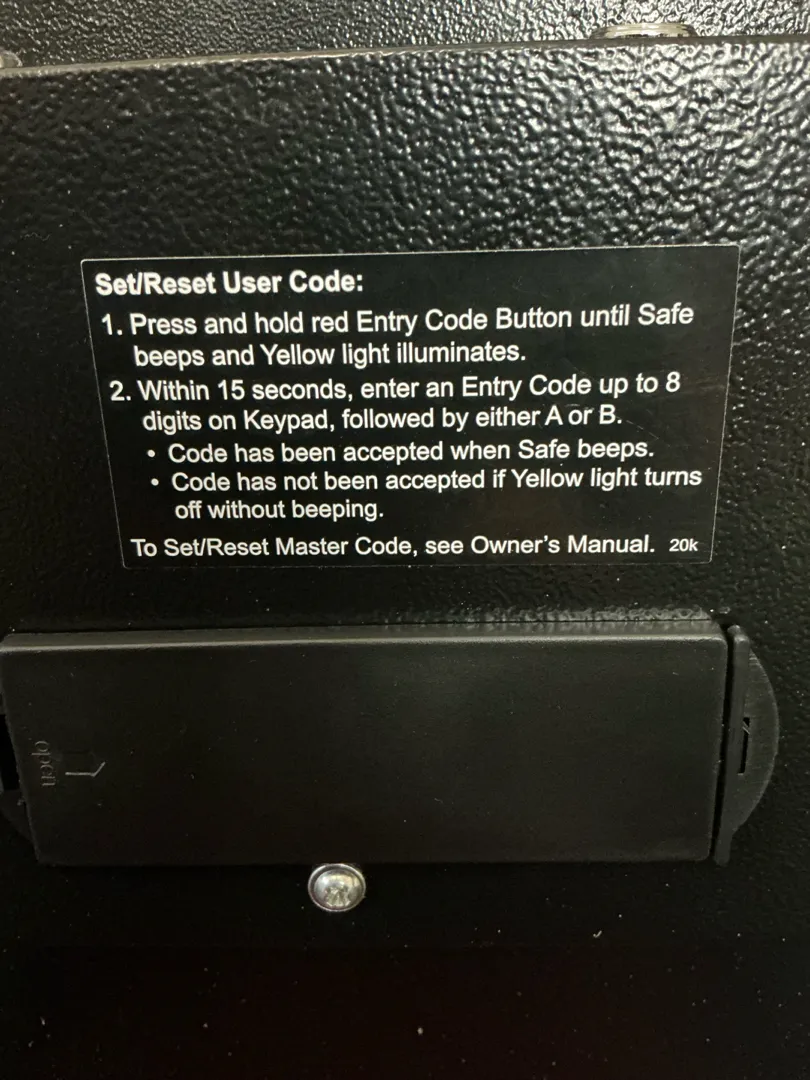 Set/Reset User Code:
1. Press and hold red Entry Code Button until Safe
beeps and Yellow light illuminates.
2. Within 15 seconds, enter an Entry Code up to 8
digits on Keypad, followed by either A or B.
• Code has been accepted when Safe beeps.
• Code has not been accepted if Yellow light turns
off without beeping.
To Set/Reset Master Code, see Owner's Manual. 20k
open